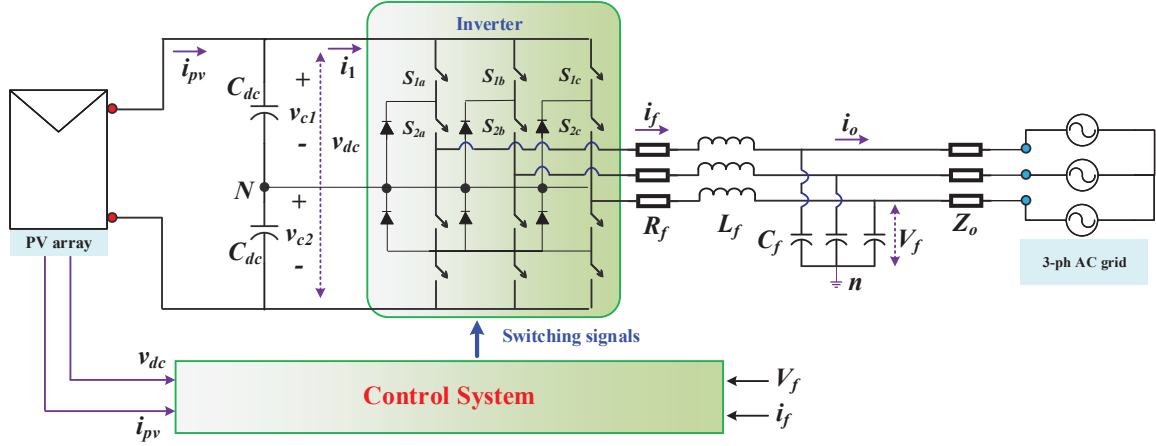 Inverter
i_pv
i_1
C_dc
+
v_c1
-
v_dc
S_1a
S_1b
S_1c
S_2a
S_2b
S_2c
i_f
i_o
N
+
v_c2
-
C_dc
PV array
R_f
L_f
C_f
V_f
Z_o
n
3-ph AC grid
Switching signals
v_dc
i_pv
Control System
V_f
i_f